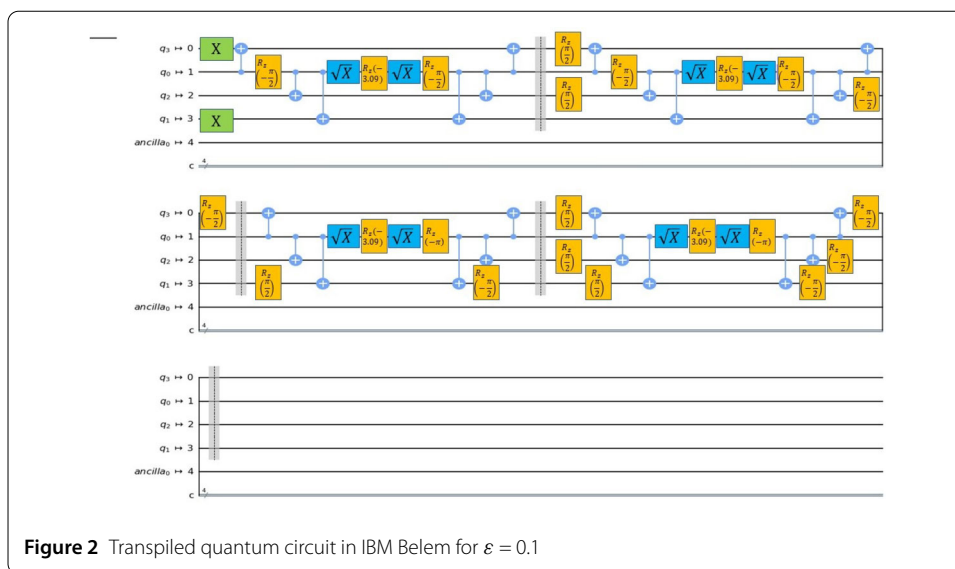 q₃ ↦ 0 X R_z (π/2)
q₀ ↦ 1 R_z (−π/2) √X R_z(− 3.09) √X R_z (−π/2) R_z (−π/2) √X R_z(− 3.09) √X R_z (−π/2)
q₂ ↦ 2 R_z (π/2) R_z (−π/2)
q₁ ↦ 3 X
ancilla₀ ↦ 4
c 4
q₃ ↦ 0 R_z (−π/2) R_z (π/2) R_z (−π/2)
q₀ ↦ 1 √X R_z(− 3.09) √X R_z (−π) √X R_z(− 3.09) √X R_z (−π)
q₂ ↦ 2 R_z (π/2) R_z (−π/2)
q₁ ↦ 3 R_z (π/2) R_z (−π/2) R_z (π/2) R_z (−π/2)
ancilla₀ ↦ 4
c 4
q₃ ↦ 0
q₀ ↦ 1
q₂ ↦ 2
q₁ ↦ 3
ancilla₀ ↦ 4
c 4
Figure 2 Transpiled quantum circuit in IBM Belem for ε = 0.1